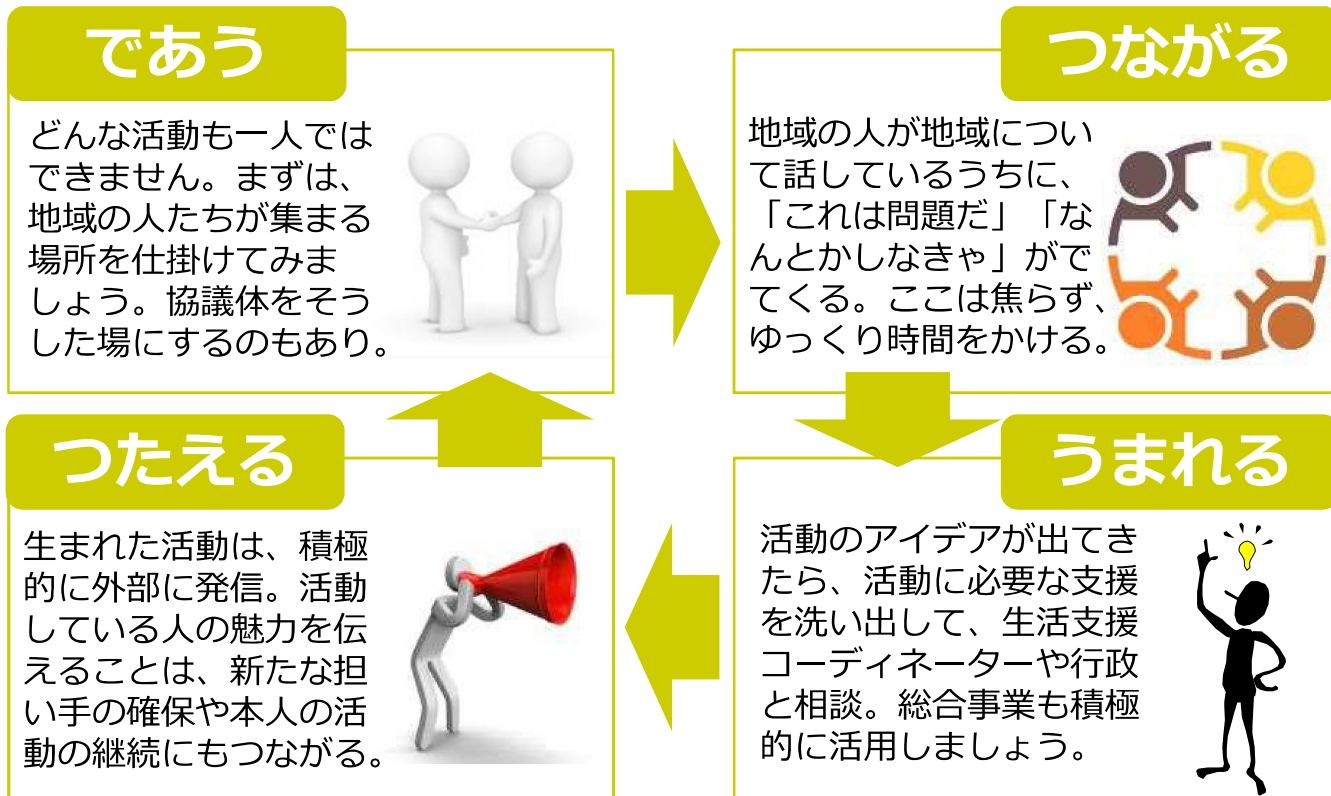 であう
どんな活動も一人では
できません。まずは、
地域の人たちが集まる
場所を仕掛けてみま
しょう。協議体をそう
した場にするのもあり。
つながる
地域の人が地域につい
て話しているうちに、
「これは問題だ」「な
んとかしなきゃ」がで
てくる。ここは焦らず、
ゆっくり時間をかける。
うまれる
活動のアイデアが出てき
たら、活動に必要な支援
を洗い出して、生活支援
コーディネーターや行政
と相談。総合事業も積極
的に活用しましょう。
つたえる
生まれた活動は、積極
的に外部に発信。活動
している人の魅力を伝
えることは、新たな担
い手の確保や本人の活
動の継続にもつながる。